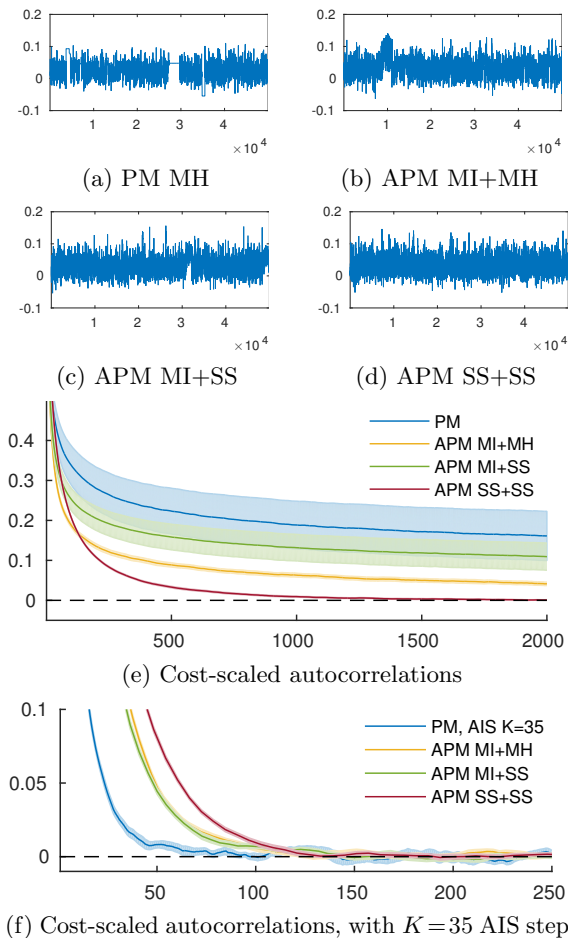 0.2 0.2
0.1 0.1
0 0
-0.1 -0.1
1 2 3 4 1 2 3 4
× 10⁴ × 10⁴
(a) PM MH (b) APM MI+MH
0.2 0.2
0.1 0.1
0 0
-0.1 -0.1
1 2 3 4 1 2 3 4
× 10⁴ × 10⁴
(c) APM MI+SS (d) APM SS+SS
PM
APM MI+MH
APM MI+SS
APM SS+SS
0.4
0.3
0.2
0.1
0
500 1000 1500 2000
(e) Cost-scaled autocorrelations
0.1
PM, AIS K=35
APM MI+MH
APM MI+SS
APM SS+SS
0.05
0
50 100 150 200 250
(f) Cost-scaled autocorrelations, with K = 35 AIS step